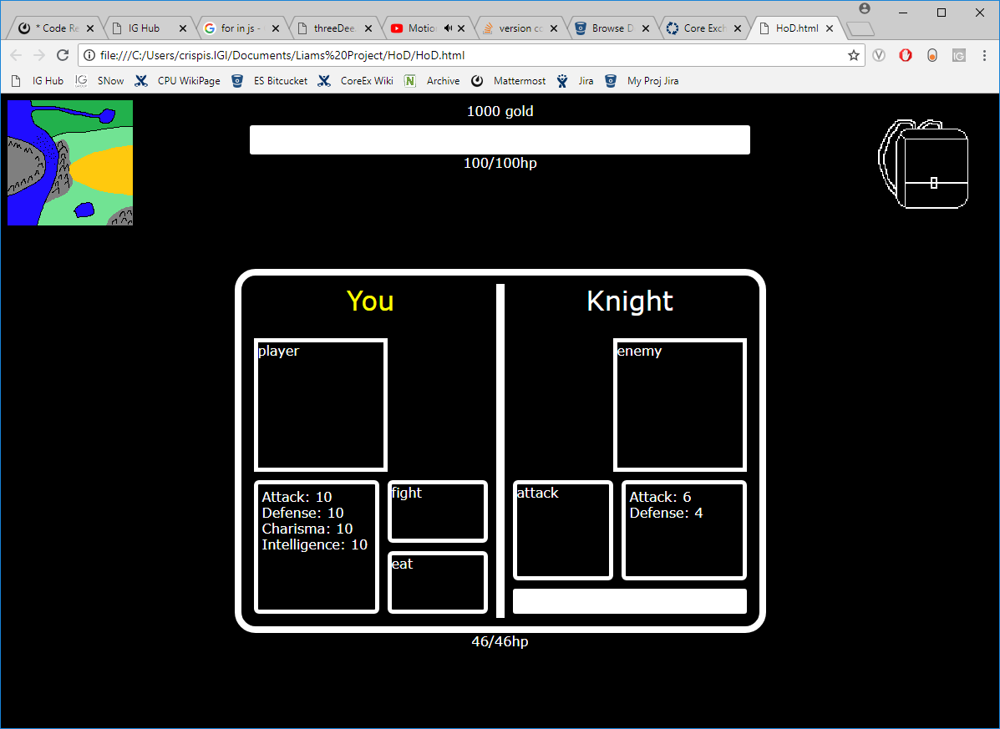 * Code Re
IG Hub
for in js -
threeDee.
Motion
version co
Browse D
Core Exch
HoD.html
file:///C:/Users/crispis.IGI/Documents/Liams%20Project/HoD/HoD.html
IG Hub
IG SNow
CPU WikiPage
ES Bitcucket
CoreEx Wiki
N Archive
Mattermost
Jira
My Proj Jira
1000 gold
100/100hp
You
Knight
player
enemy
Attack: 10
Defense: 10
Charisma: 10
Intelligence: 10
fight
eat
attack
Attack: 6
Defense: 4
46/46hp